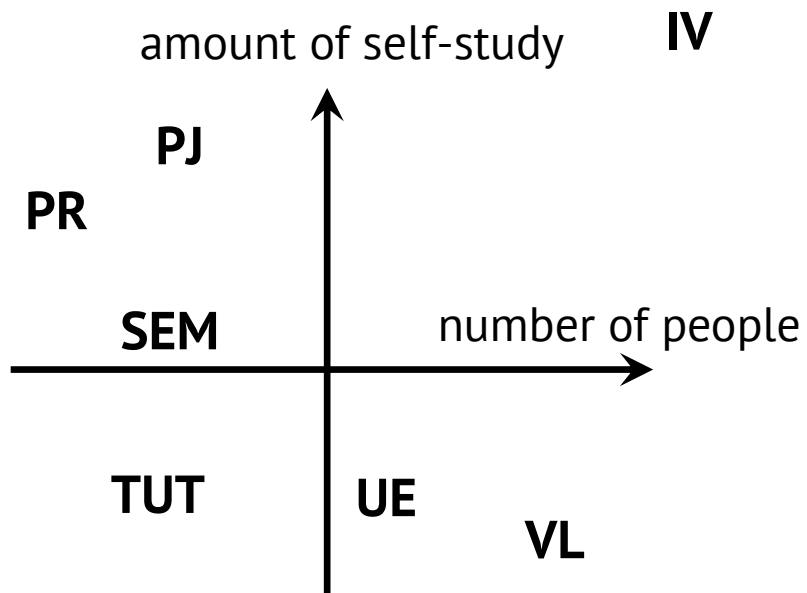 IV
amount of self-study
PJ
PR
SEM
number of people
TUT
UE
VL